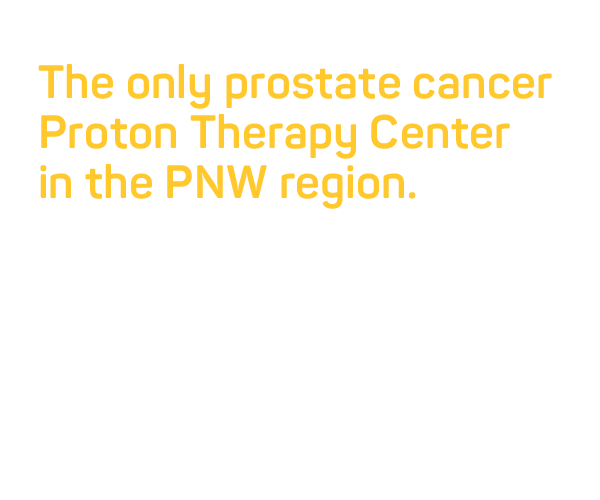 The only prostate cancer
Proton Therapy Center
in the PNW region.